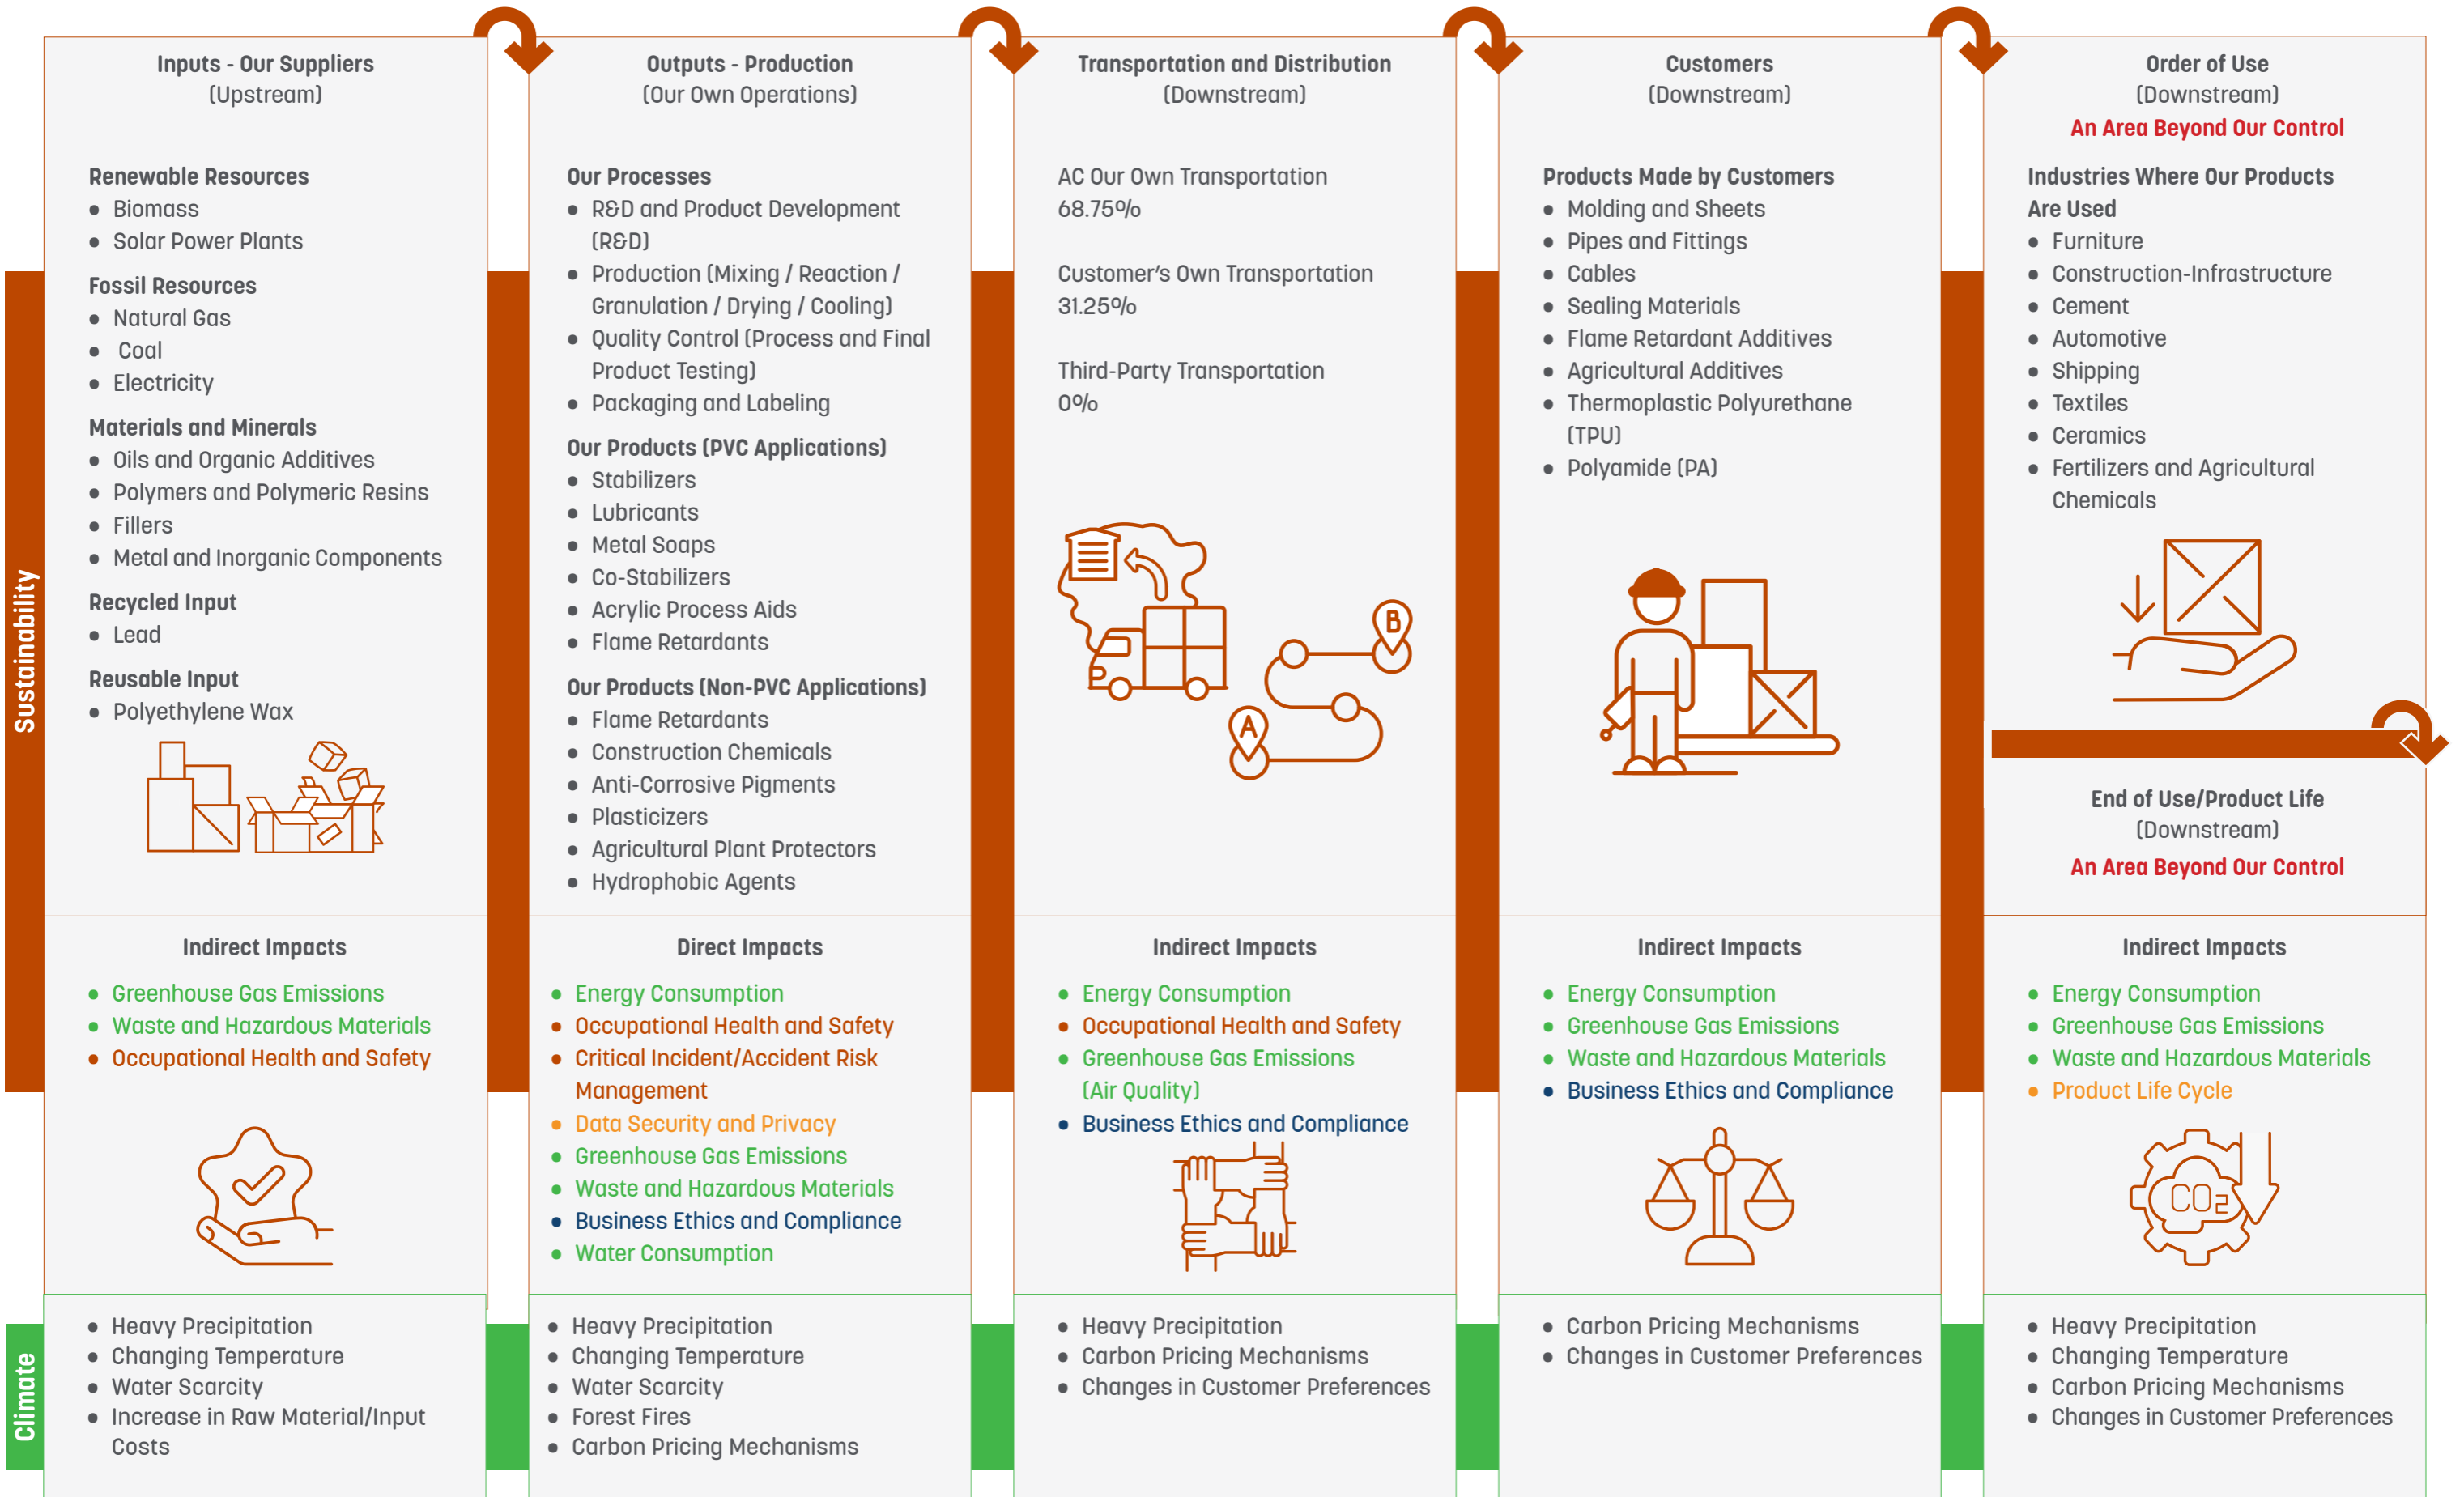 Inputs - Our Suppliers
(Upstream)
Renewable Resources
• Biomass
• Solar Power Plants
Fossil Resources
• Natural Gas
• Coal
• Electricity
Materials and Minerals
• Oils and Organic Additives
• Polymers and Polymeric Resins
• Fillers
• Metal and Inorganic Components
Recycled Input
• Lead
Reusable Input
• Polyethylene Wax
Outputs - Production
(Our Own Operations)
Our Processes
• R&D and Product Development
(R&D)
• Production (Mixing / Reaction /
Granulation / Drying / Cooling)
• Quality Control (Process and Final
Product Testing)
• Packaging and Labeling
Our Products (PVC Applications)
• Stabilizers
• Lubricants
• Metal Soaps
• Co-Stabilizers
• Acrylic Process Aids
• Flame Retardants
Our Products (Non-PVC Applications)
• Flame Retardants
• Construction Chemicals
• Anti-Corrosive Pigments
• Plasticizers
• Agricultural Plant Protectors
• Hydrophobic Agents
Transportation and Distribution
(Downstream)
AC Our Own Transportation
68.75%
Customer's Own Transportation
31.25%
Third-Party Transportation
0%
A
B
Customers
(Downstream)
Products Made by Customers
• Molding and Sheets
• Pipes and Fittings
• Cables
• Sealing Materials
• Flame Retardant Additives
• Agricultural Additives
• Thermoplastic Polyurethane
(TPU)
• Polyamide (PA)
Order of Use
(Downstream)
An Area Beyond Our Control
Industries Where Our Products
Are Used
• Furniture
• Construction-Infrastructure
• Cement
• Automotive
• Shipping
• Textiles
• Ceramics
• Fertilizers and Agricultural
Chemicals
End of Use/Product Life
(Downstream)
An Area Beyond Our Control
Sustainability
Indirect Impacts
• Greenhouse Gas Emissions
• Waste and Hazardous Materials
• Occupational Health and Safety
Direct Impacts
• Energy Consumption
• Occupational Health and Safety
• Critical Incident/Accident Risk
Management
• Data Security and Privacy
• Greenhouse Gas Emissions
• Waste and Hazardous Materials
• Business Ethics and Compliance
• Water Consumption
Indirect Impacts
• Energy Consumption
• Occupational Health and Safety
• Greenhouse Gas Emissions
(Air Quality)
• Business Ethics and Compliance
Indirect Impacts
• Energy Consumption
• Greenhouse Gas Emissions
• Waste and Hazardous Materials
• Business Ethics and Compliance
Indirect Impacts
• Energy Consumption
• Greenhouse Gas Emissions
• Waste and Hazardous Materials
• Product Life Cycle
CO2
Climate
• Heavy Precipitation
• Changing Temperature
• Water Scarcity
• Increase in Raw Material/Input
Costs
• Heavy Precipitation
• Changing Temperature
• Water Scarcity
• Forest Fires
• Carbon Pricing Mechanisms
• Heavy Precipitation
• Carbon Pricing Mechanisms
• Changes in Customer Preferences
• Carbon Pricing Mechanisms
• Changes in Customer Preferences
• Heavy Precipitation
• Changing Temperature
• Carbon Pricing Mechanisms
• Changes in Customer Preferences